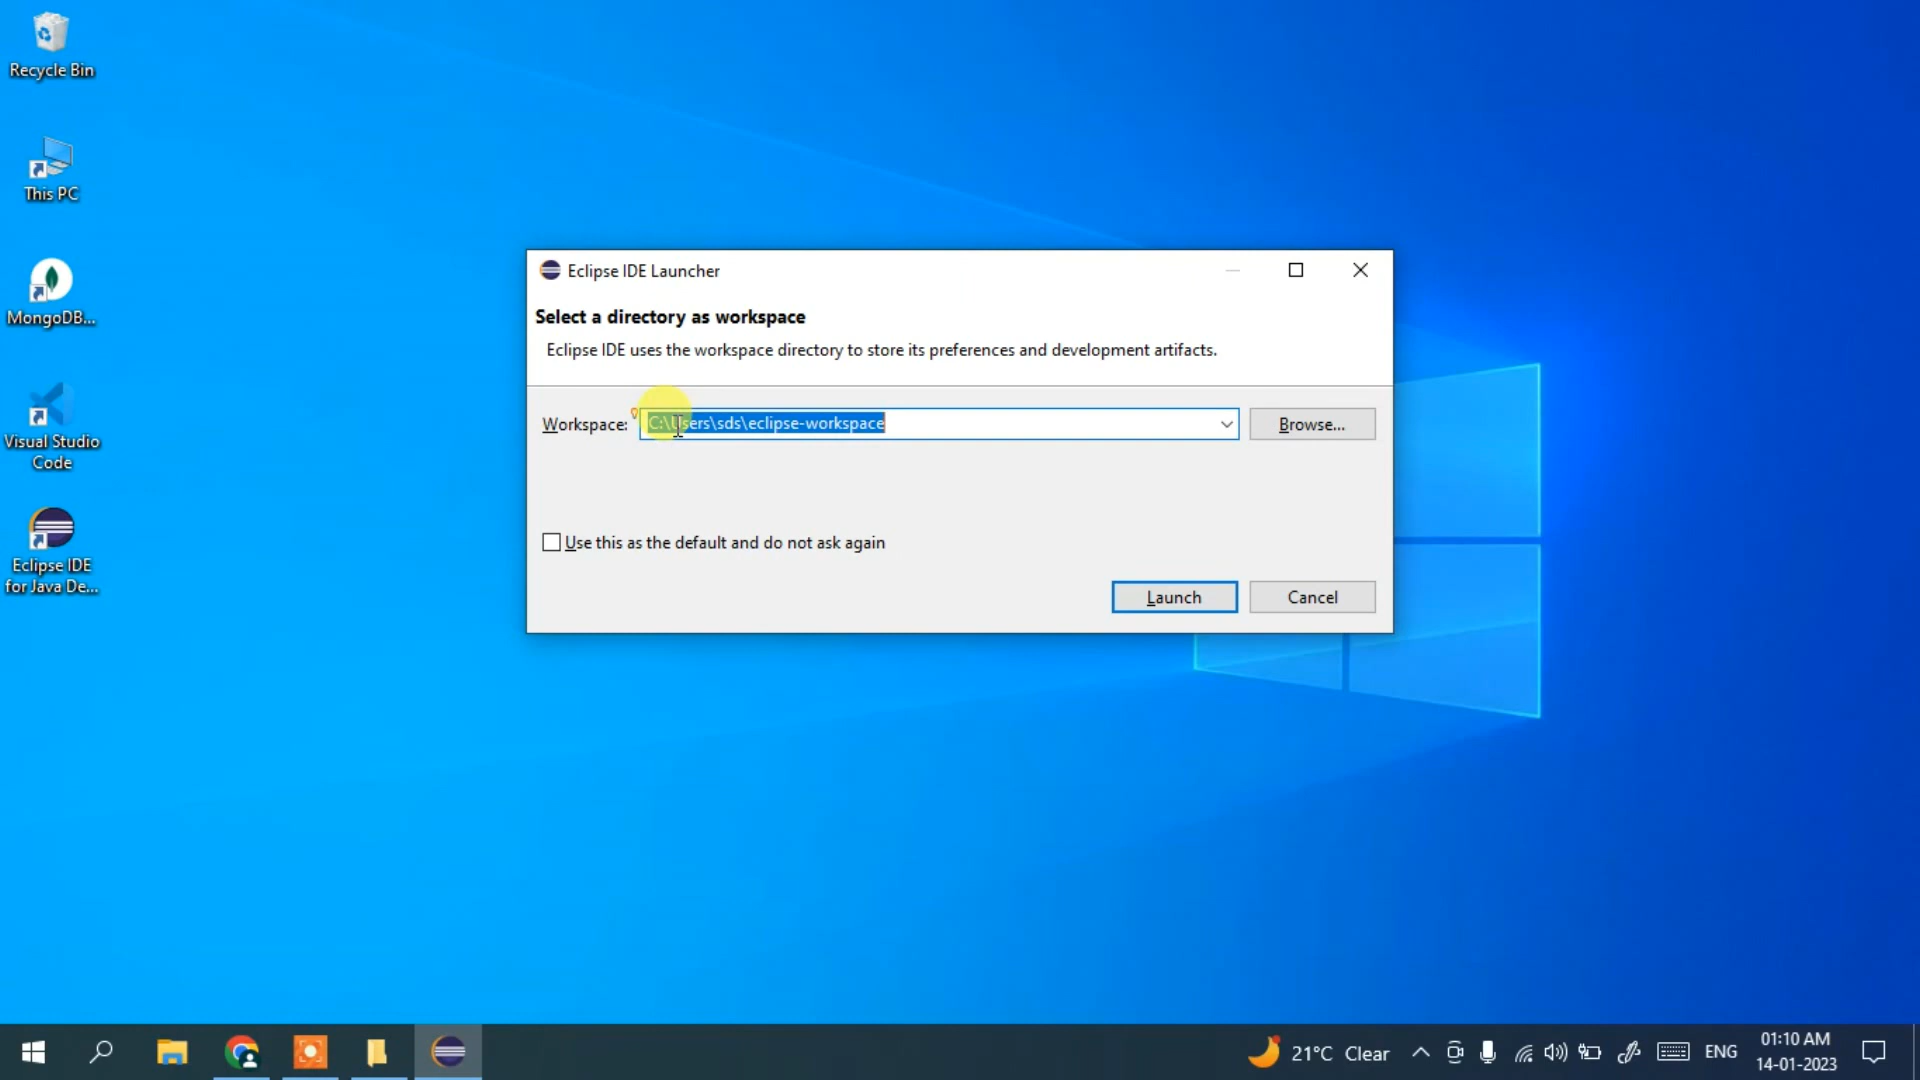 Recycle Bin
This PC
MongoDB...
Visual Studio
Code
Eclipse IDE
for Java De...
Eclipse IDE Launcher
Select a directory as workspace
Eclipse IDE uses the workspace directory to store its preferences and development artifacts.
Workspace: C:\Users\sds\eclipse-workspace Browse...
Use this as the default and do not ask again
Launch Cancel
21°C Clear ENG
01:10 AM
14-01-2023